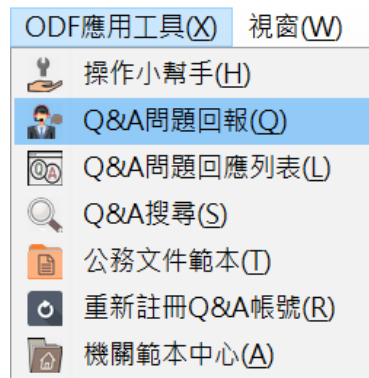 ODF應用工具(X) 視窗(W)
操作小幫手(H)
Q&A問題回報(Q)
Q&A問題回應列表(L)
Q&A搜尋(S)
公務文件範本(T)
重新註冊Q&A帳號(R)
機關範本中心(A)